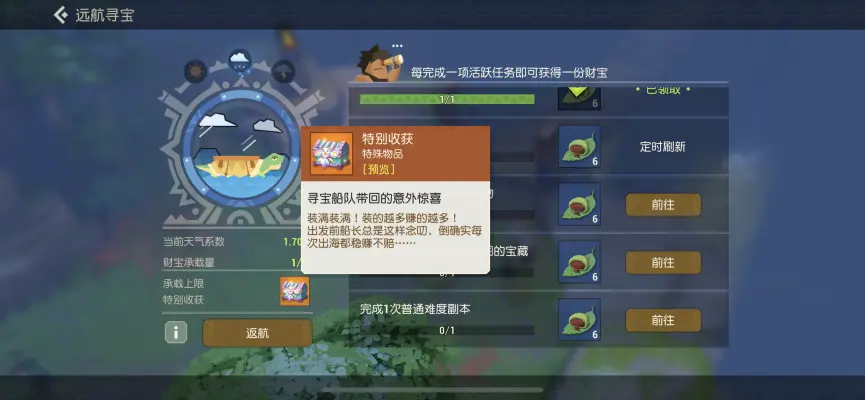 远航寻宝
每完成一项活跃任务即可获得一份财宝
1/1
6
已领取
特别收获
特殊物品
[预览]
6
定时刷新
寻宝船队带回的意外惊喜
装满装满！装的越多赚的越多！
出发前船长总是这样念叨，倒确实每
次出海都稳赚不赔……
物
6
前往
当前天气系数
1.70
财宝承载量
1/
的宝藏
0/1
6
前往
承载上限
特别收获
完成1次普通难度副本
0/1
6
前往
i
返航